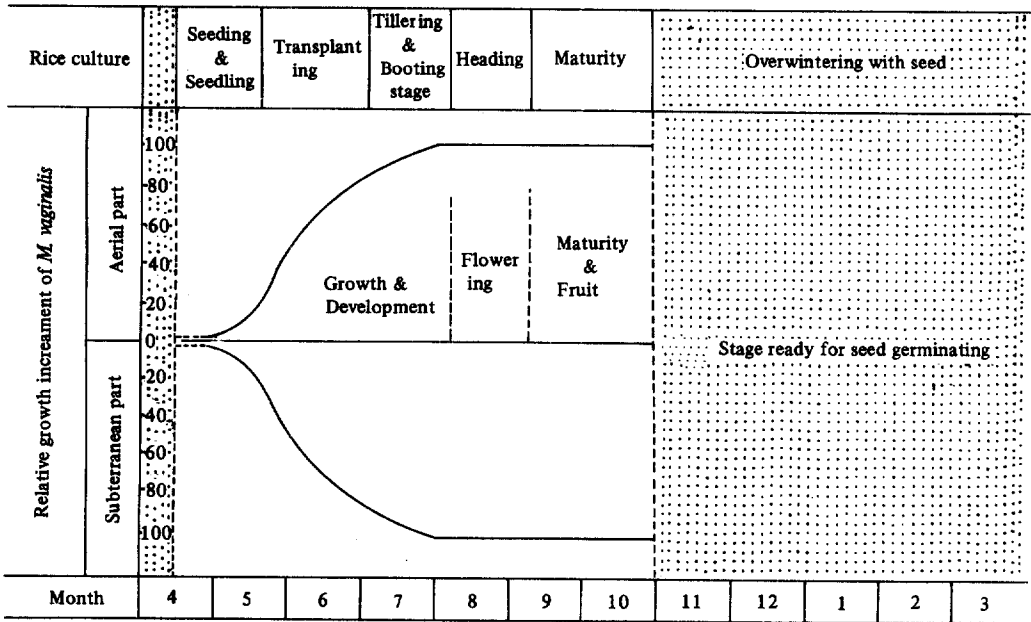 Rice culture
Seeding
&
Seedling
Transplant
ing
Tillering
&
Booting
stage
Heading
Maturity
Overwintering with seed
Relative growth increament of M. vaginalis
Aerial part
Subterranean part
100
80
60
40
20
0
20
40
60
80
100
Growth &
Development
Flower
ing
Maturity
&
Fruit
Stage ready for seed germinating
Month
4
5
6
7
8
9
10
11
12
1
2
3